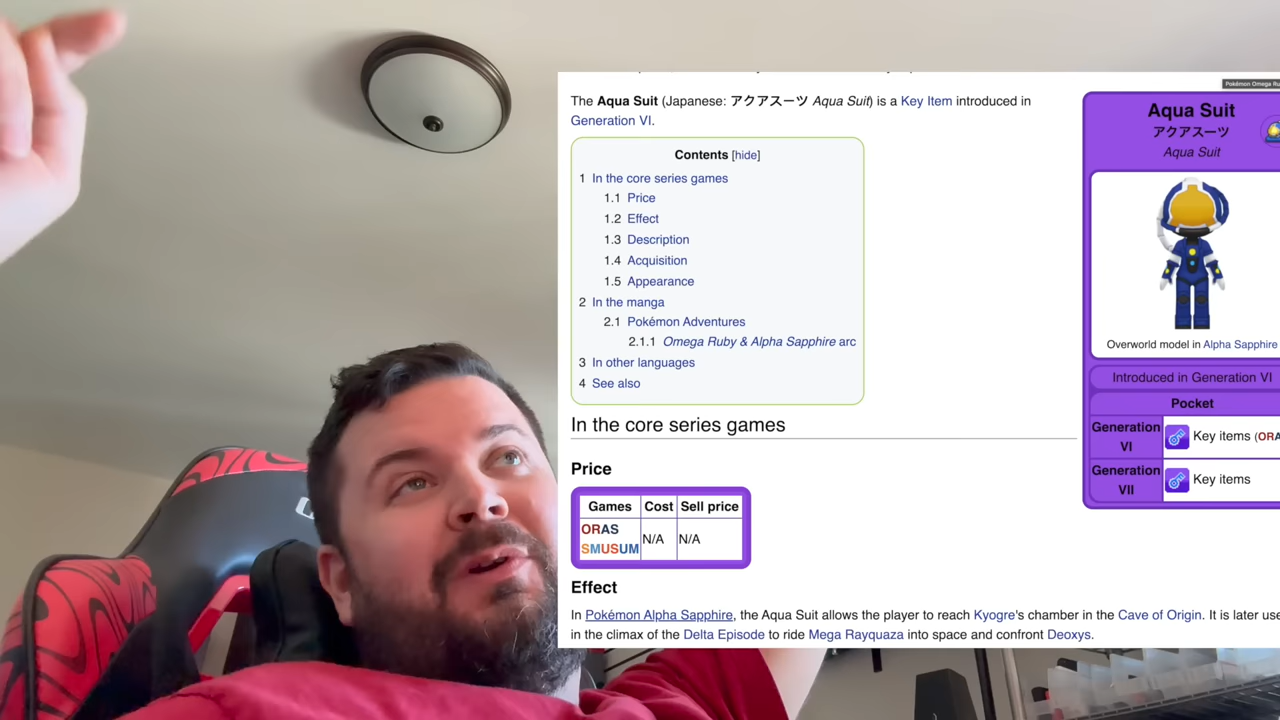 Pokémon Omega Ru
The Aqua Suit (Japanese: アクアスーツ Aqua Suit) is a Key Item introduced in
Generation VI.
Contents [hide]
1 In the core series games
1.1 Price
1.2 Effect
1.3 Description
1.4 Acquisition
1.5 Appearance
2 In the manga
2.1 Pokémon Adventures
2.1.1 Omega Ruby & Alpha Sapphire arc
3 In other languages
4 See also
In the core series games
Price
Games Cost Sell price
ORAS
SMUSUM N/A N/A
Effect
In Pokémon Alpha Sapphire, the Aqua Suit allows the player to reach Kyogre's chamber in the Cave of Origin. It is later use
in the climax of the Delta Episode to ride Mega Rayquaza into space and confront Deoxys.
Aqua Suit
アクアスーツ
Aqua Suit
Overworld model in Alpha Sapphire
Introduced in Generation VI
Pocket
Generation
VI
Key items (ORA
Generation
VII
Key items